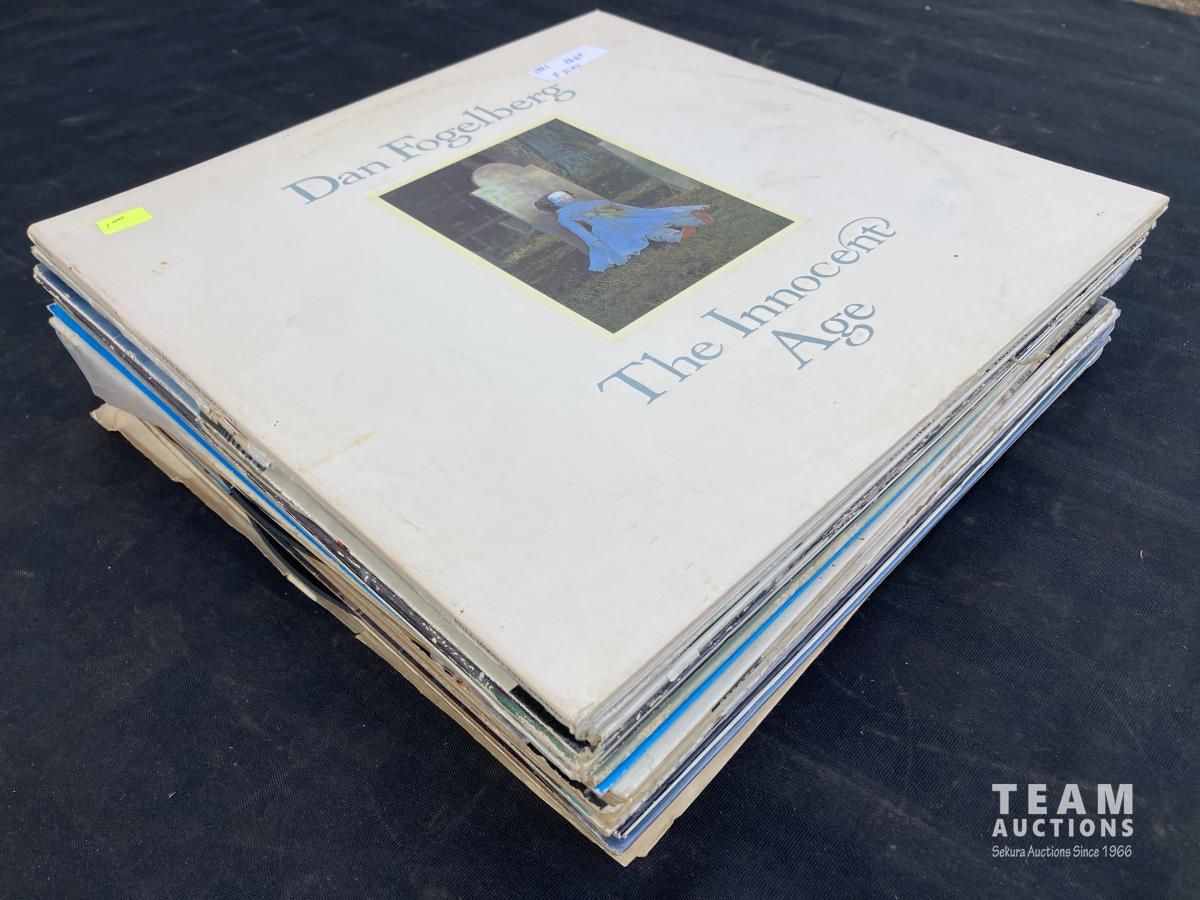 Dan Fogelberg
The Innocent
Age
TEAM
AUCTIONS
Sekura Auctions Since 1966